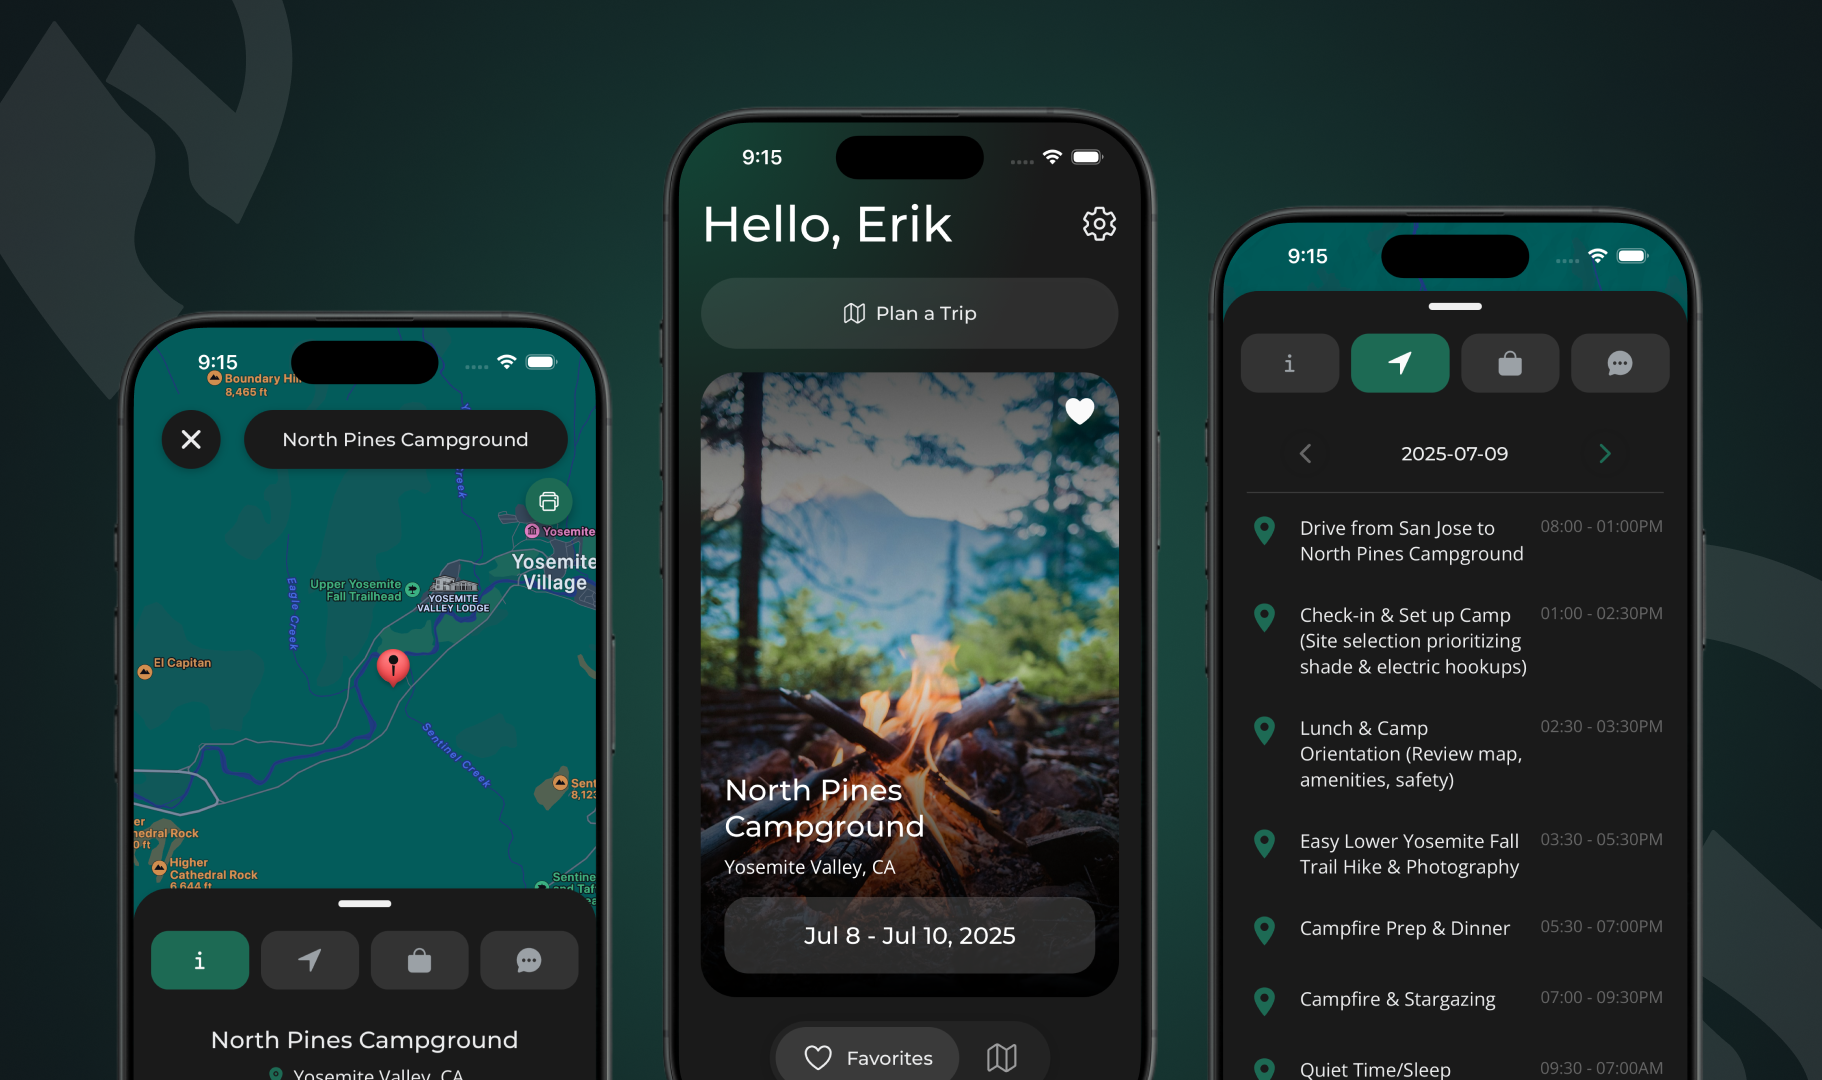 9:15
Boundary Hil
8,465 ft
North Pines Campground
Creek
Yosemite
Yosemite
Village
Upper Yosemite
Fall Trailhead
YOSEMITE
VALLEY LODGE
Eagle Creek
El Capitan
Sentinel Creek
Sent
8,123
er
hedral Rock
0 ft
Higher
Cathedral Rock
6,644 ft
Sentine
and Taf
i
North Pines Campground
Yosemite Valley, CA
9:15
Hello, Erik
Plan a Trip
North Pines
Campground
Yosemite Valley, CA
Jul 8 - Jul 10, 2025
Favorites
9:15
i
2025-07-09
Drive from San Jose to
North Pines Campground
08:00 - 01:00PM
Check-in & Set up Camp
(Site selection prioritizing
shade & electric hookups)
01:00 - 02:30PM
Lunch & Camp
Orientation (Review map,
amenities, safety)
02:30 - 03:30PM
Easy Lower Yosemite Fall
Trail Hike & Photography
03:30 - 05:30PM
Campfire Prep & Dinner
05:30 - 07:00PM
Campfire & Stargazing
07:00 - 09:30PM
Quiet Time/Sleep
09:30 - 07:00AM